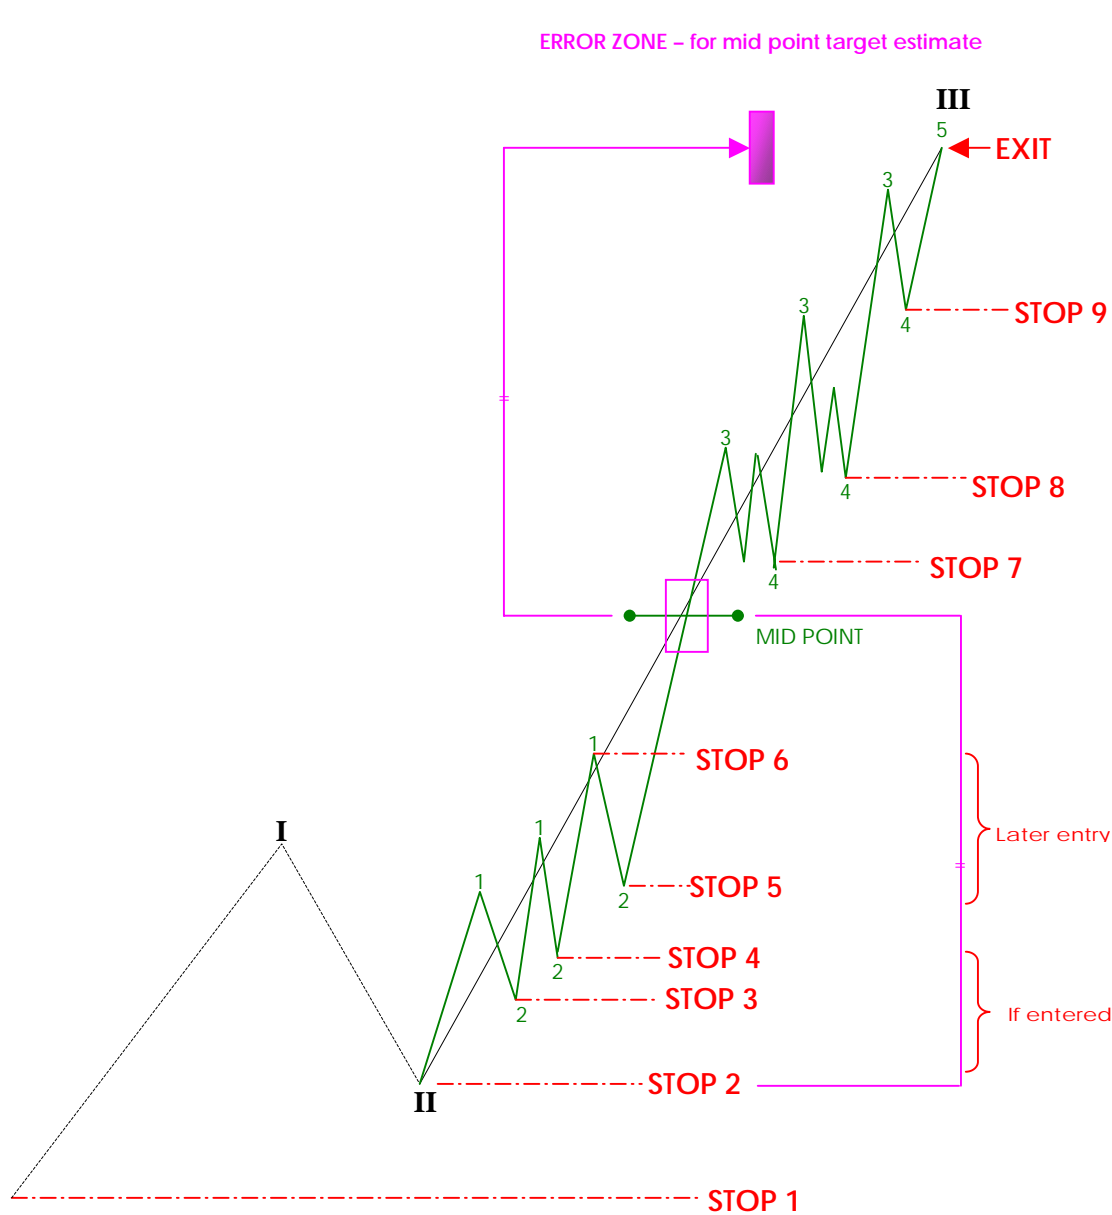 ERROR ZONE – for mid point target estimate
III
5
EXIT
3
3
STOP 9
4
3
STOP 8
4
STOP 7
4
MID POINT
1
STOP 6
I
1
Later entry
1
STOP 5
2
STOP 4
2
STOP 3
2
If entered
STOP 2
II
STOP 1